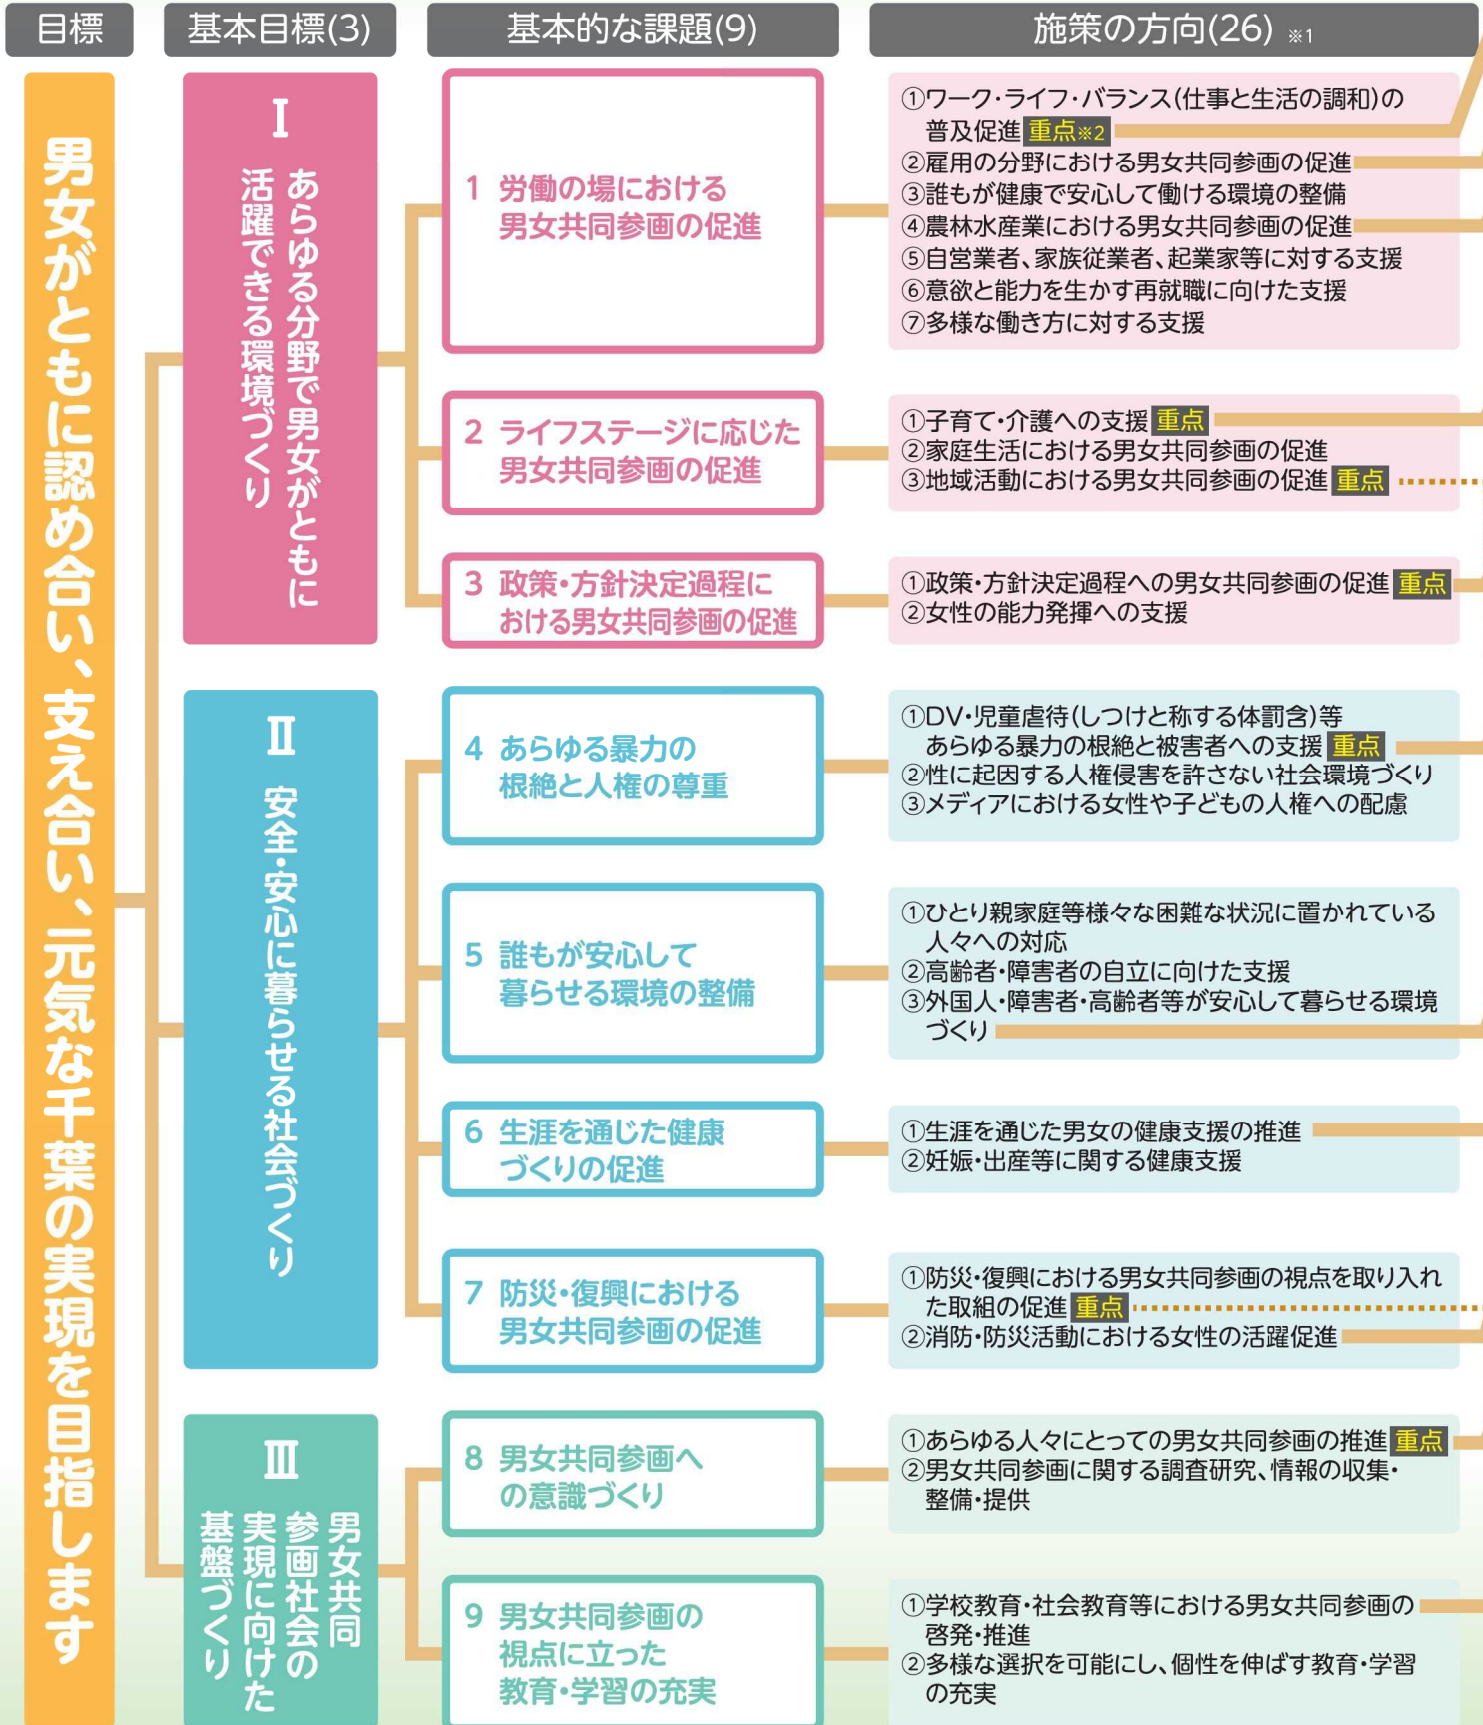 目標
基本目標(3)
基本的な課題(9)
施策の方向(26) ※1
男女がともに認め合い、支え合い、元気な千葉の実現を目指します
Ⅰ
あらゆる分野で男女がともに
活躍できる環境づくり
1 労働の場における
男女共同参画の促進
①ワーク・ライフ・バランス(仕事と生活の調和)の
普及促進 重点※2
②雇用の分野における男女共同参画の促進
③誰もが健康で安心して働ける環境の整備
④農林水産業における男女共同参画の促進
⑤自営業者、家族従業者、起業家等に対する支援
⑥意欲と能力を生かす再就職に向けた支援
⑦多様な働き方に対する支援
2 ライフステージに応じた
男女共同参画の促進
①子育て・介護への支援 重点
②家庭生活における男女共同参画の促進
③地域活動における男女共同参画の促進 重点
3 政策・方針決定過程に
おける男女共同参画の促進
①政策・方針決定過程への男女共同参画の促進 重点
②女性の能力発揮への支援
Ⅱ
安全・安心に暮らせる社会づくり
4 あらゆる暴力の
根絶と人権の尊重
①DV・児童虐待(しつけと称する体罰含)等
あらゆる暴力の根絶と被害者への支援 重点
②性に起因する人権侵害を許さない社会環境づくり
③メディアにおける女性や子どもの人権への配慮
5 誰もが安心して
暮らせる環境の整備
①ひとり親家庭等様々な困難な状況に置かれている
人々への対応
②高齢者・障害者の自立に向けた支援
③外国人・障害者・高齢者等が安心して暮らせる環境
づくり
6 生涯を通じた健康
づくりの促進
①生涯を通じた男女の健康支援の推進
②妊娠・出産等に関する健康支援
7 防災・復興における
男女共同参画の促進
①防災・復興における男女共同参画の視点を取り入れ
た取組の促進 重点
②消防・防災活動における女性の活躍促進
Ⅲ
男女共同
参画社会の
実現に向けた
基盤づくり
8 男女共同参画へ
の意識づくり
①あらゆる人々にとっての男女共同参画の推進 重点
②男女共同参画に関する調査研究、情報の収集・
整備・提供
9 男女共同参画の
視点に立った
教育・学習の充実
①学校教育・社会教育等における男女共同参画の
啓発・推進
②多様な選択を可能にし、個性を伸ばす教育・学習
の充実